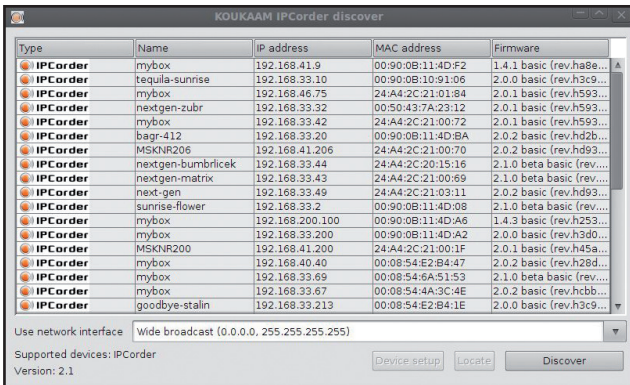 KOUKAAM IPCorder discover
Type Name IP address MAC address Firmware
IPCorder mybox 192.168.41.9 00:90:0B:11:4D:F2 1.4.1 basic (rev.ha8e...
IPCorder tequila-sunrise 192.168.33.10 00:90:0B:10:91:06 2.0.0 basic (rev.h3c9...
IPCorder mybox 192.168.46.75 24:A4:2C:21:01:84 2.0.1 basic (rev.h593...
IPCorder nextgen-zubr 192.168.33.32 00:50:43:7A:23:12 2.0.1 basic (rev.h593...
IPCorder mybox 192.168.33.42 24:A4:2C:21:00:72 2.0.1 basic (rev.h593...
IPCorder bagr-412 192.168.33.20 00:90:0B:11:4D:BA 2.0.2 basic (rev.hd2b...
IPCorder MSKNR206 192.168.41.206 24:A4:2C:21:00:70 2.0.2 basic (rev.hd93...
IPCorder nextgen-bumbrlicek 192.168.33.44 24:A4:2C:20:15:16 2.1.0 beta basic (rev....
IPCorder nextgen-matrix 192.168.33.43 24:A4:2C:21:00:69 2.1.0 basic (rev....
IPCorder next-gen 192.168.33.49 24:A4:2C:21:03:11 2.0.2 basic (rev.hd93...
IPCorder sunrise-flower 192.168.33.2 00:90:0B:11:4D:08 2.1.0 beta basic (rev....
IPCorder mybox 192.168.200.100 00:90:0B:11:4D:A6 1.4.3 basic (rev.h253...
IPCorder mybox 192.168.33.200 00:90:0B:11:4D:A2 2.0.0 basic (rev.h3d0...
IPCorder MSKNR200 192.168.41.200 24:A4:2C:21:00:1F 2.0.1 basic (rev.h45a...
IPCorder mybox 192.168.40.40 00:08:54:E2:B4:47 2.0.2 basic (rev.h28d...
IPCorder mybox 192.168.33.69 00:08:54:6A:51:53 2.1.0 beta basic (rev....
IPCorder mybox 192.168.33.67 00:08:54:4A:3C:4E 2.0.2 basic (rev.hcbb...
IPCorder goodbye-stalin 192.168.33.213 00:08:54:E2:B4:1E 2.0.0 basic (rev.h3c9...
Use network interface Wide broadcast (0.0.0.0, 255.255.255.255)
Supported devices: IPCorder
Device setup Locate Discover
Version: 2.1